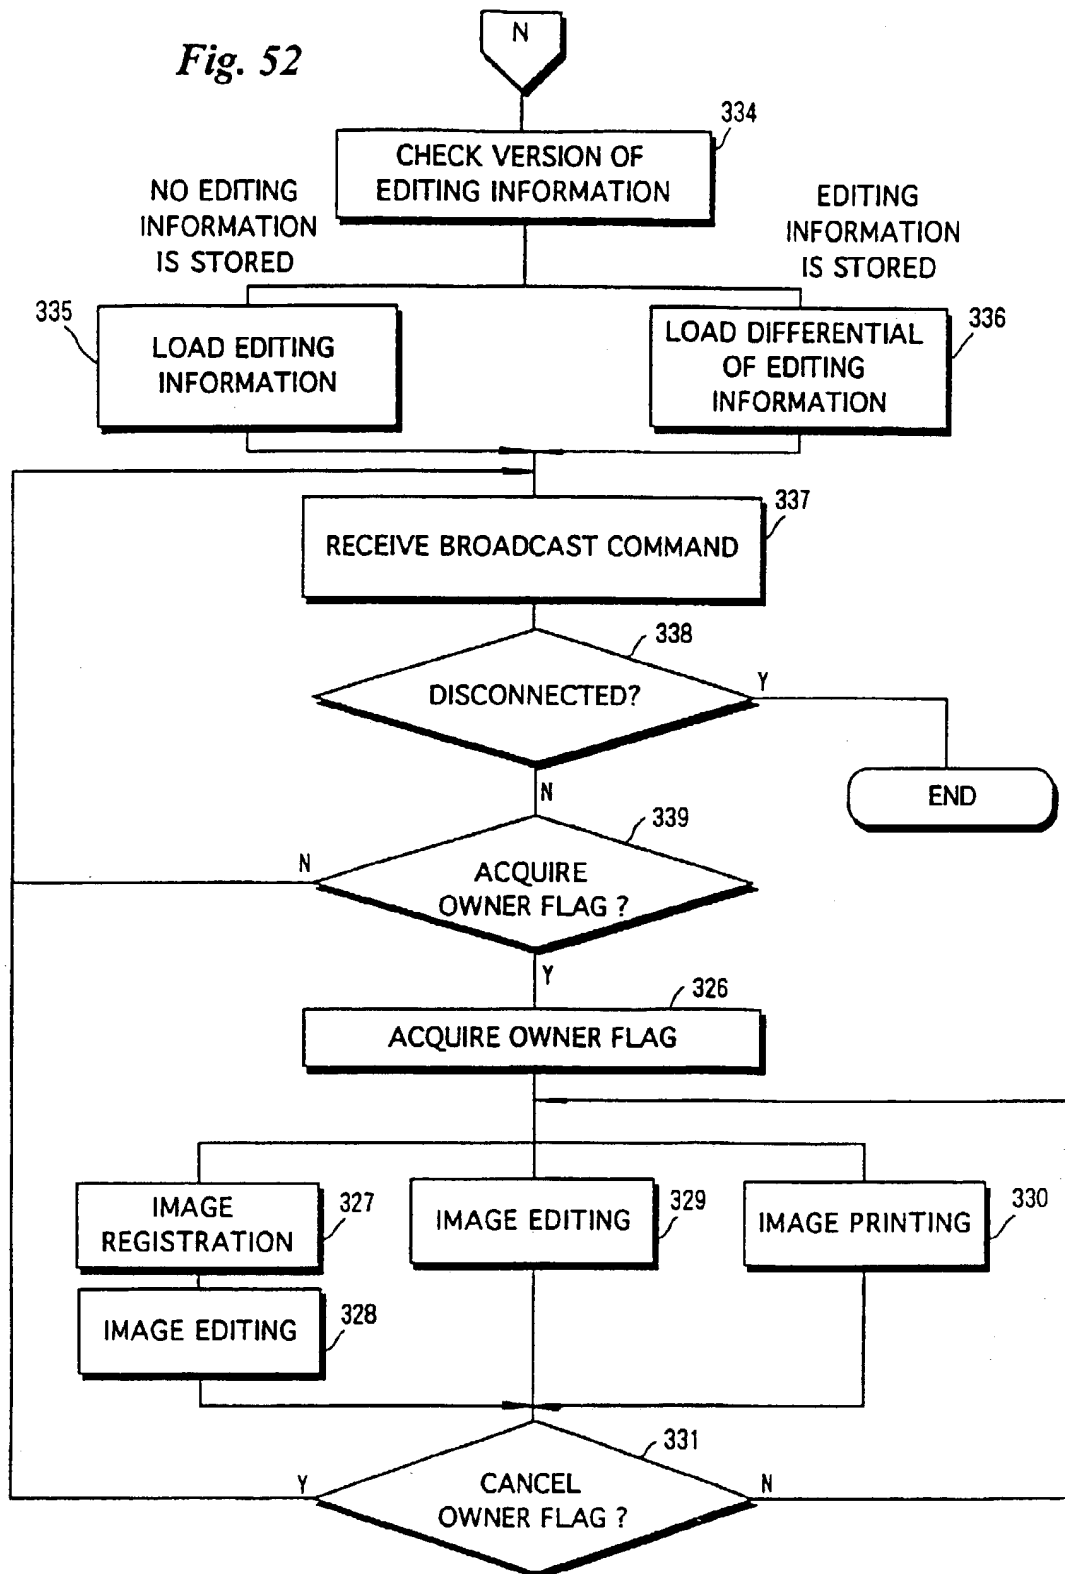 Fig. 52
N
334
CHECK VERSION OF
EDITING INFORMATION
NO EDITING
INFORMATION
IS STORED
EDITING
INFORMATION
IS STORED
335
LOAD EDITING
INFORMATION
336
LOAD DIFFERENTIAL
OF EDITING
INFORMATION
337
RECEIVE BROADCAST COMMAND
338
DISCONNECTED?
Y
N
END
339
N
ACQUIRE
OWNER FLAG ?
Y
326
ACQUIRE OWNER FLAG
IMAGE
REGISTRATION
327
IMAGE EDITING
329
IMAGE PRINTING
330
IMAGE EDITING
328
331
Y
CANCEL
OWNER FLAG ?
N